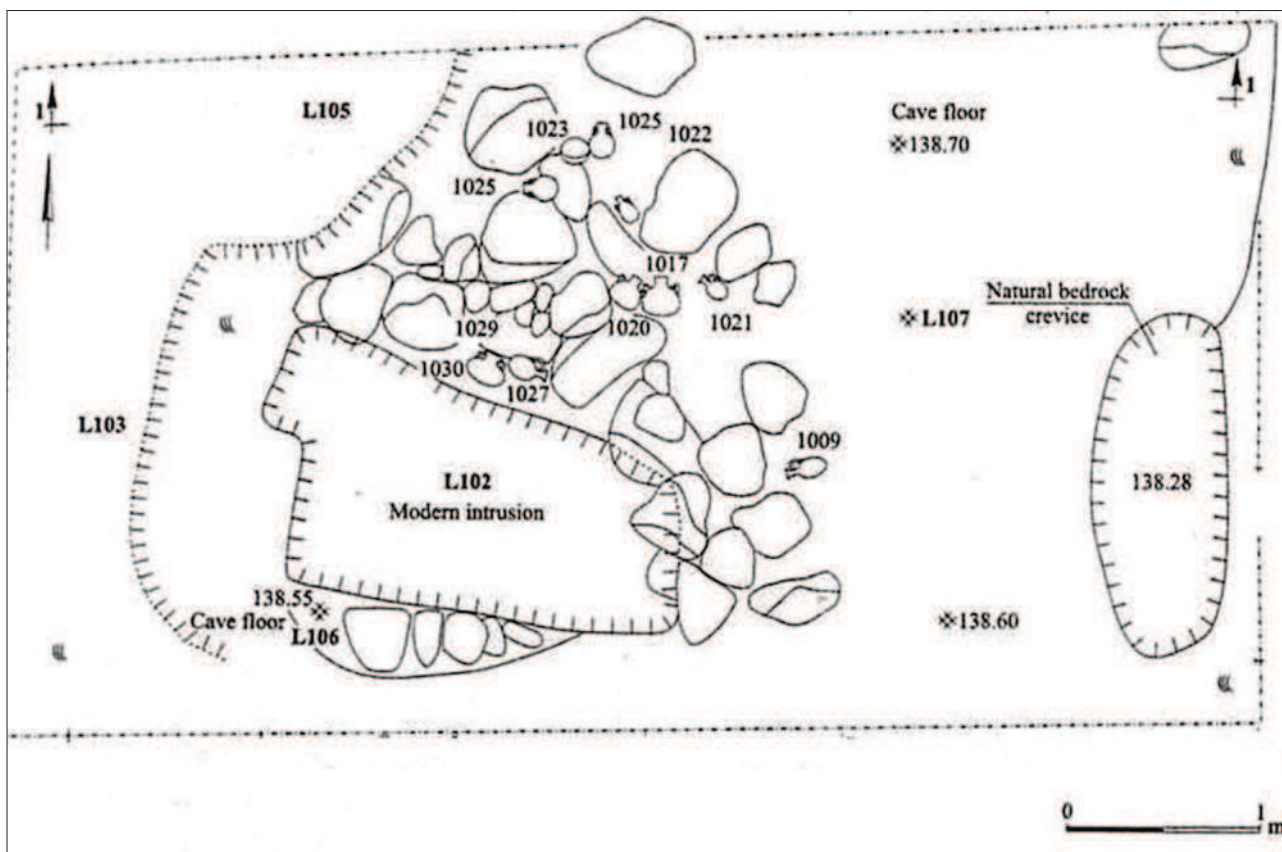 L105
1
1023
1025
1022
Cave floor
138.70
1
1025
1017
1029
1020
1021
L107
Natural bedrock
crevice
1030
1027
L103
1009
L102
Modern intrusion
138.28
138.55
Cave floor
L106
138.60
0 1 m